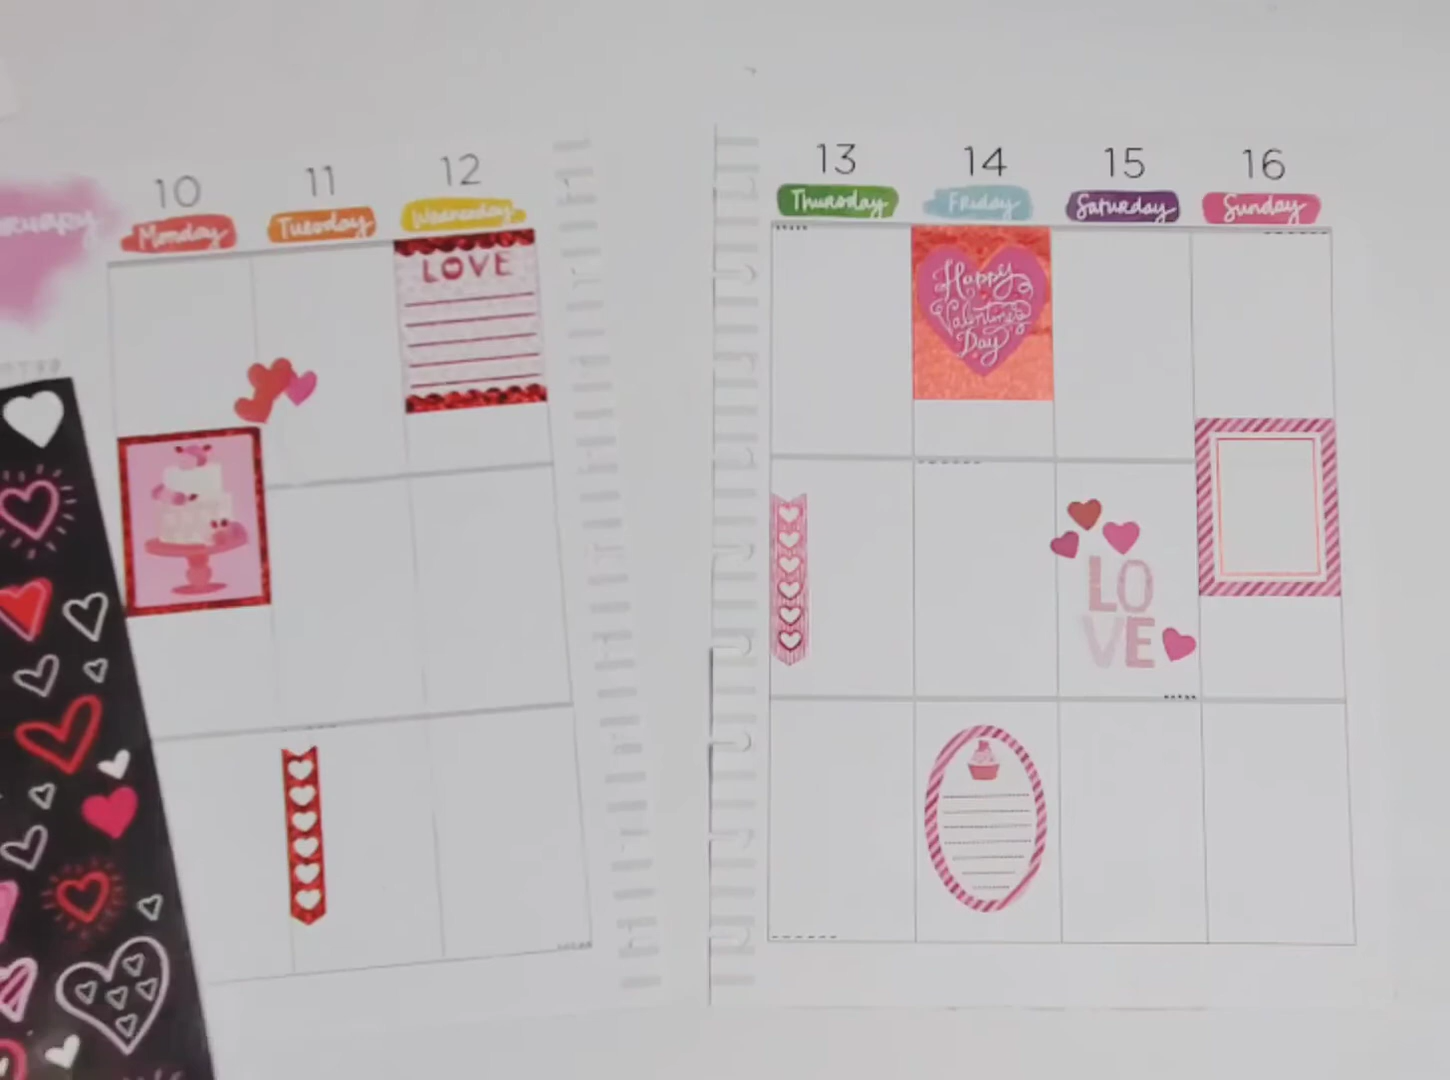 10 11 12
Monday Tuesday Wednesday
LOVE
13 14 15 16
Thursday Friday Saturday Sunday
Happy
Valentine's
Day
LO
VE